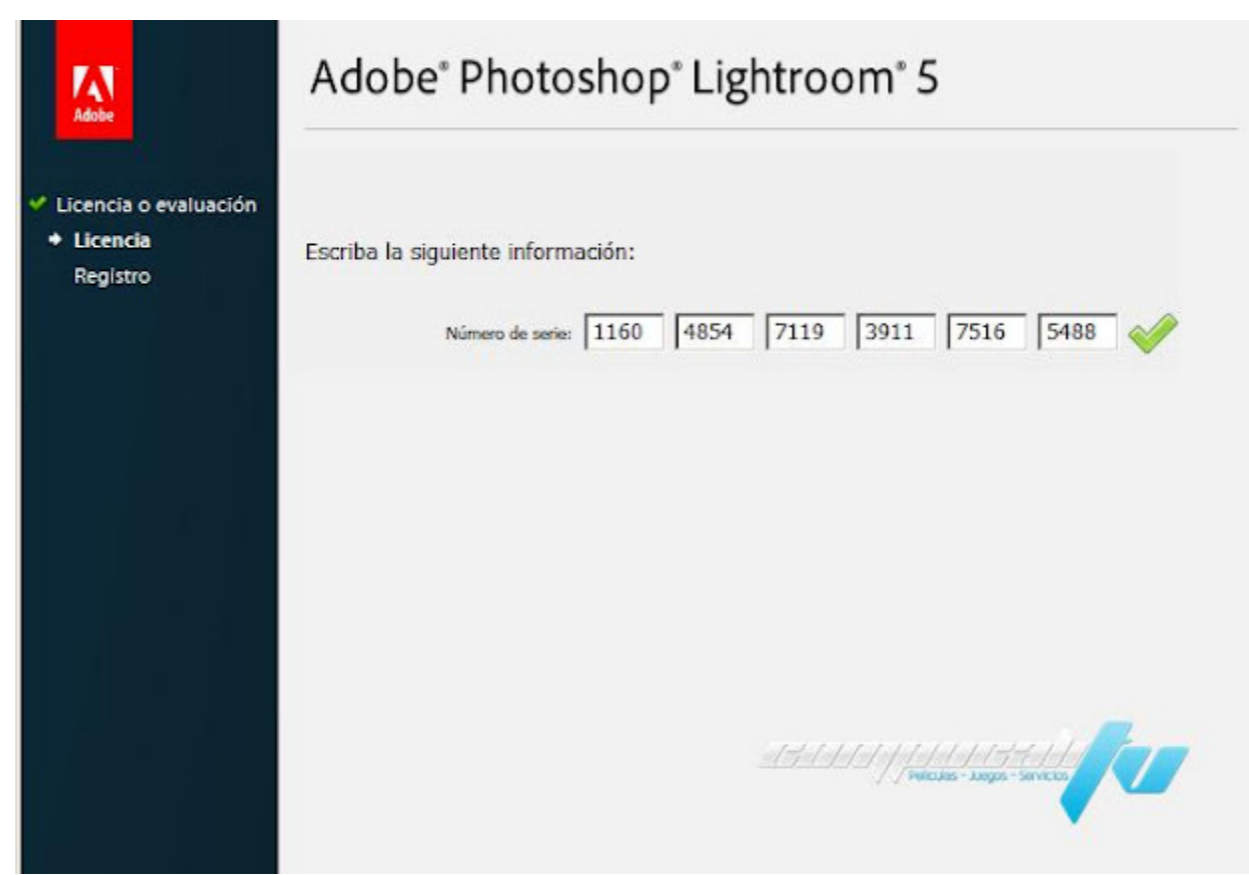 Adobe
Adobe® Photoshop® Lightroom® 5
Licencia o evaluación
Licencia
Registro
Escriba la siguiente información:
Número de serie: 1160 4854 7119 3911 7516 5488
Películas - Juegos - Servicios